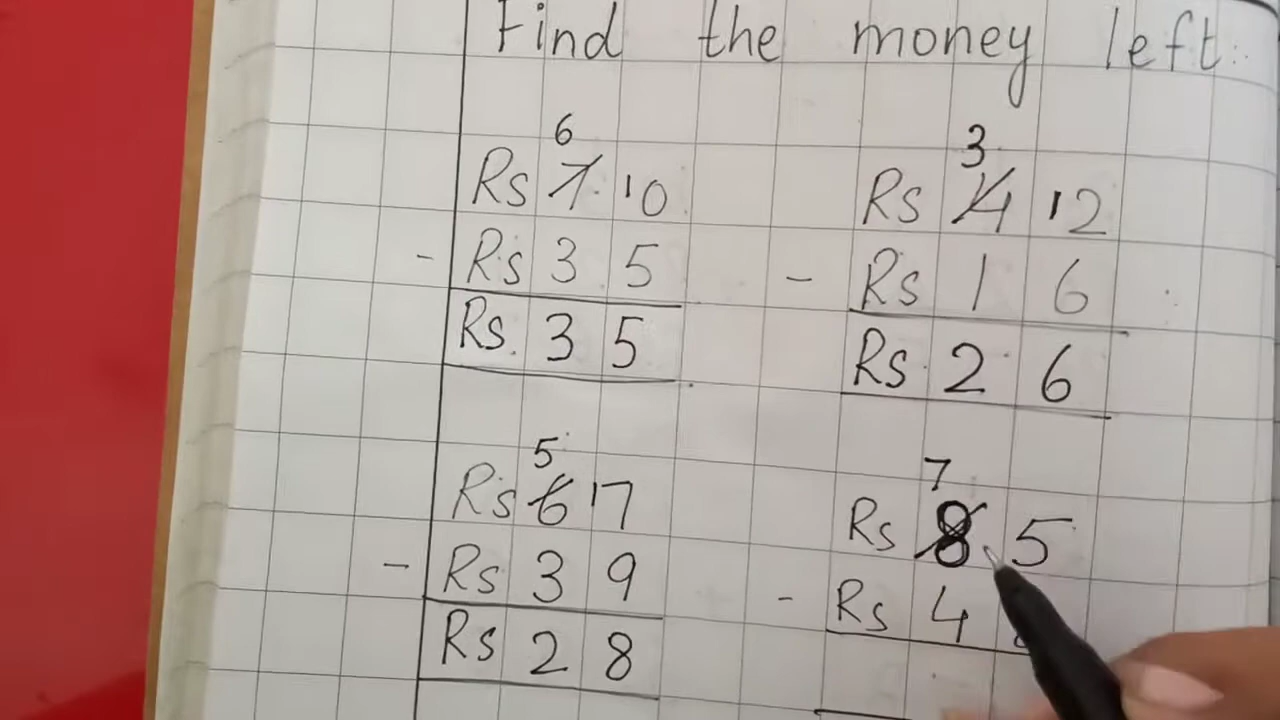 Find the money left.
6 3
Rs 7 10 Rs 4 12
- Rs 3 5 - Rs 1 6
Rs. 3 5 Rs 2 6
5 7
Rs 6 17 Rs 8 5
- Rs 3 9 - Rs 4
Rs 2 8